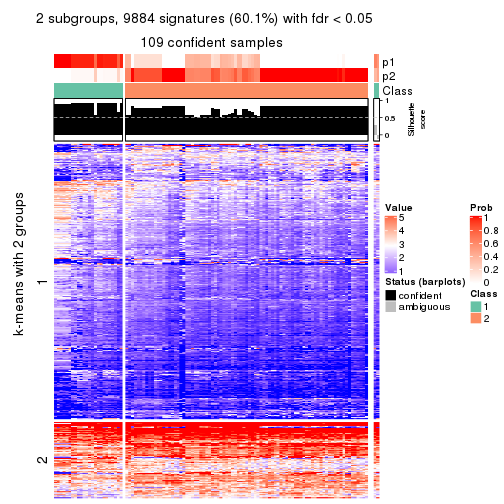 2 subgroups, 9884 signatures (60.1%) with fdr < 0.05
109 confident samples
p1
p2
Class
1
0.5
0
Silhouette
score
k-means with 2 groups
1
2
Value
5
4
3
2
1
Status (barplots)
confident
ambiguous
Prob
1
0.8
0.6
0.4
0.2
0
Class
1
2